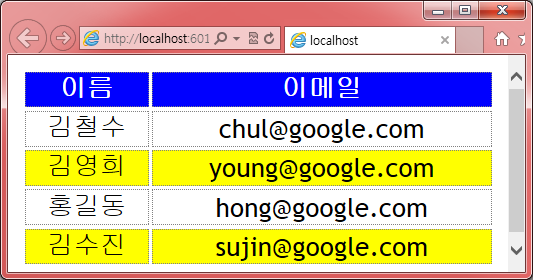 http://localhost:601
localhost
이름 이메일
김철수 chul@google.com
김영희 young@google.com
홍길동 hong@google.com
김수진 sujin@google.com